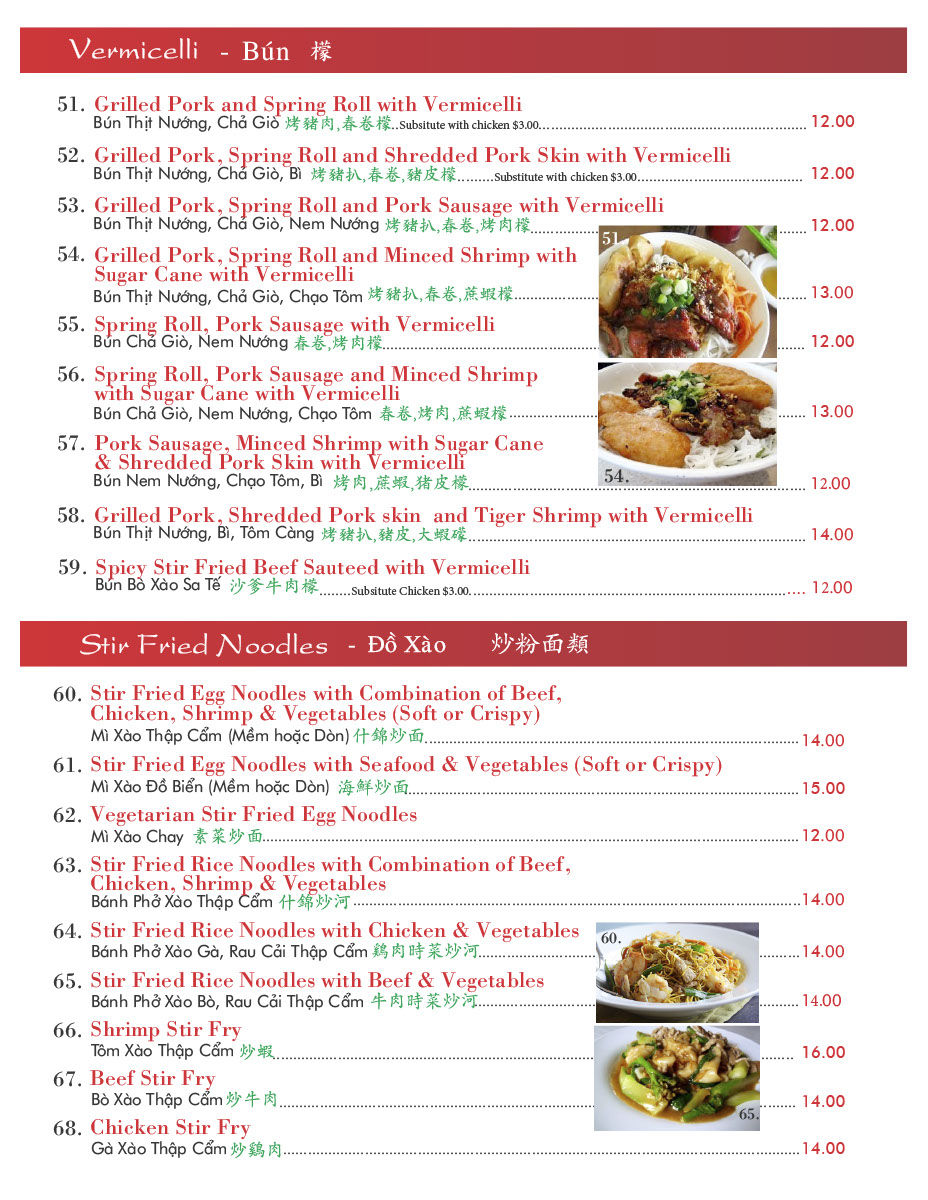 Vermicelli - Bún 檬
51. Grilled Pork and Spring Roll with Vermicelli
Bún Thịt Nướng, Chả Giò 烤豬肉,春卷檬..Subsitute with chicken $3.00 12.00
52. Grilled Pork, Spring Roll and Shredded Pork Skin with Vermicelli
Bún Thịt Nướng, Chả Giò, Bì 烤豬扒,春卷,豬皮檬.........Substitute with chicken $3.00 12.00
53. Grilled Pork, Spring Roll and Pork Sausage with Vermicelli
Bún Thịt Nướng, Chả Giò, Nem Nướng 烤豬扒,春卷,烤肉檬 12.00
51.
54. Grilled Pork, Spring Roll and Minced Shrimp with
Sugar Cane with Vermicelli
Bún Thịt Nướng, Chả Giò, Chạo Tôm 烤豬扒,春卷,蔗蝦檬 13.00
55. Spring Roll, Pork Sausage with Vermicelli
Bún Chả Giò, Nem Nướng 春卷,烤肉檬 12.00
56. Spring Roll, Pork Sausage and Minced Shrimp
with Sugar Cane with Vermicelli
Bún Chả Giò, Nem Nướng, Chạo Tôm 春卷,烤肉,蔗蝦檬 13.00
57. Pork Sausage, Minced Shrimp with Sugar Cane
& Shredded Pork Skin with Vermicelli
54.
Bún Nem Nướng, Chạo Tôm, Bì 烤肉,蔗蝦,猪皮檬 12.00
58. Grilled Pork, Shredded Pork skin and Tiger Shrimp with Vermicelli
Bún Thịt Nướng, Bì, Tôm Càng 烤豬扒,豬皮,大蝦礞 14.00
59. Spicy Stir Fried Beef Sauteed with Vermicelli
Bún Bò Xào Sa Tế 沙爹牛肉檬........Subsitute Chicken $3.00 12.00
Stir Fried Noodles - Đồ Xào 炒粉面類
60. Stir Fried Egg Noodles with Combination of Beef,
Chicken, Shrimp & Vegetables (Soft or Crispy)
Mì Xào Thập Cẩm (Mềm hoặc Dòn) 什錦炒面 14.00
61. Stir Fried Egg Noodles with Seafood & Vegetables (Soft or Crispy)
Mì Xào Đồ Biển (Mềm hoặc Dòn) 海鮮炒面 15.00
62. Vegetarian Stir Fried Egg Noodles
Mì Xào Chay 素菜炒面 12.00
63. Stir Fried Rice Noodles with Combination of Beef,
Chicken, Shrimp & Vegetables
Bánh Phở Xào Thập Cẩm 什錦炒河 14.00
64. Stir Fried Rice Noodles with Chicken & Vegetables
60.
Bánh Phở Xào Gà, Rau Cải Thập Cẩm 鷄肉時菜炒河 14.00
65. Stir Fried Rice Noodles with Beef & Vegetables
Bánh Phở Xào Bò, Rau Cải Thập Cẩm 牛肉時菜炒河 14.00
66. Shrimp Stir Fry
Tôm Xào Thập Cẩm 炒蝦 16.00
67. Beef Stir Fry
Bò Xào Thập Cẩm 炒牛肉 14.00
65.
68. Chicken Stir Fry
Gà Xào Thập Cẩm 炒鷄肉 14.00